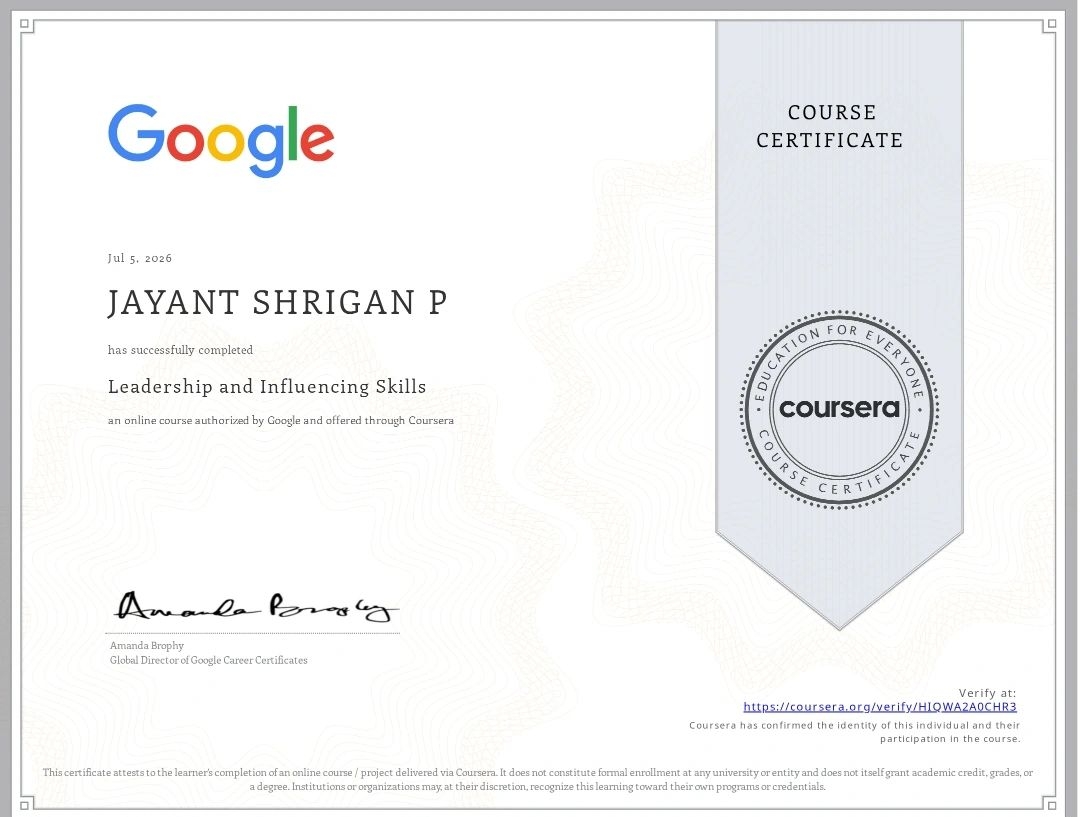 Google
COURSE
CERTIFICATE
Jul 5, 2026
JAYANT SHRIGAN P
has successfully completed
Leadership and Influencing Skills
an online course authorized by Google and offered through Coursera
EDUCATION FOR EVERYONE
coursera
COURSE CERTIFICATE
Amanda Brophy
Amanda Brophy
Global Director of Google Career Certificates
Verify at:
https://coursera.org/verify/HIQWA2A0CHR3
Coursera has confirmed the identity of this individual and their
participation in the course.
This certificate attests to the learner's completion of an online course / project delivered via Coursera. It does not constitute formal enrollment at any university or entity and does not itself grant academic credit, grades, or
a degree. Institutions or organizations may, at their discretion, recognize this learning toward their own programs or credentials.